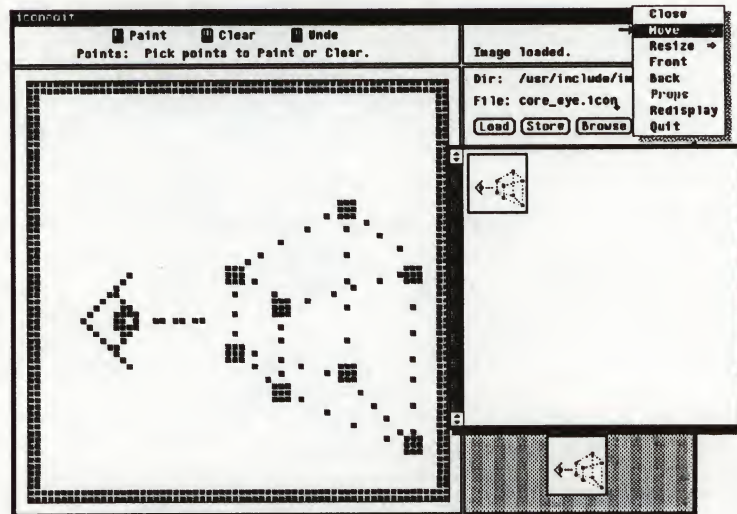 iconedit
Paint Clear Undo
Points: Pick points to Paint or Clear.
Image loaded.
Dir: /usr/include/im
File: core_eye.icon
Load Store Browse
Close
Move
Resize
Front
Back
Props
Redisplay
Quit